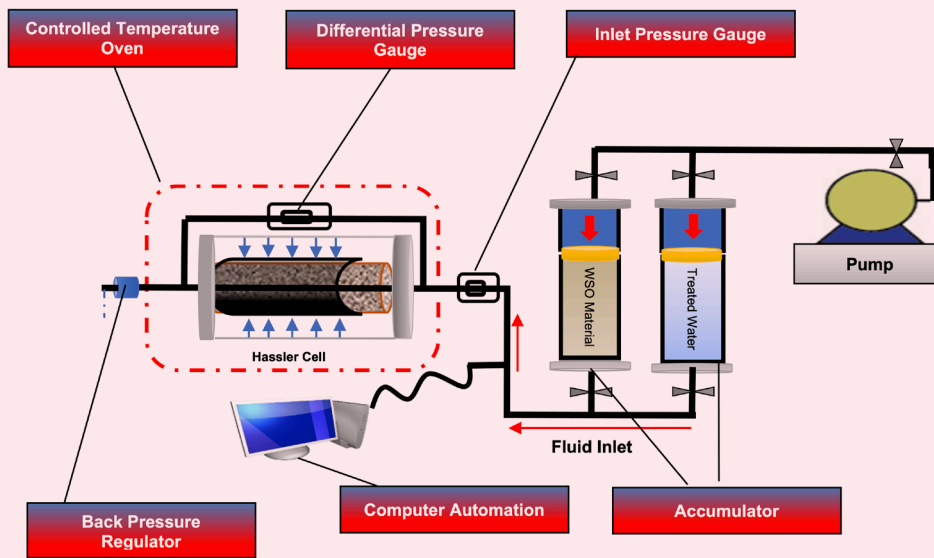 Controlled Temperature
Oven
Differential Pressure
Gauge
Inlet Pressure Gauge
WSO Material
Treated Water
Pump
Hassler Cell
Fluid Inlet
Back Pressure
Regulator
Computer Automation
Accumulator